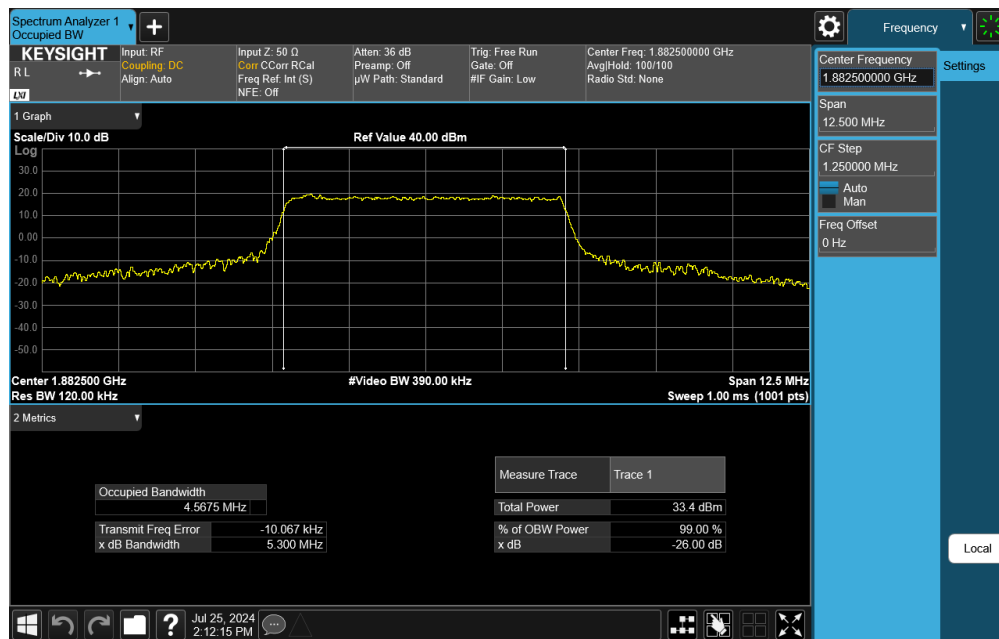 Spectrum Analyzer 1
Occupied BW
Frequency
KEYSIGHT
RL
LXI
Input: RF
Coupling: DC
Align: Auto
Input Z: 50 Ω
Corr CCorr RCal
Freq Ref: Int (S)
NFE: Off
Atten: 36 dB
Preamp: Off
µW Path: Standard
Trig: Free Run
Gate: Off
#IF Gain: Low
Center Freq: 1.882500000 GHz
Avg|Hold: 100/100
Radio Std: None
Center Frequency
1.882500000 GHz
Settings
Span
12.500 MHz
CF Step
1.250000 MHz
Auto
Man
Freq Offset
0 Hz
Local
1 Graph
Scale/Div 10.0 dB
Ref Value 40.00 dBm
Log
30.0
20.0
10.0
0.00
-10.0
-20.0
-30.0
-40.0
-50.0
Center 1.882500 GHz
#Video BW 390.00 kHz
Span 12.5 MHz
Res BW 120.00 kHz
Sweep 1.00 ms (1001 pts)
2 Metrics
Measure Trace Trace 1
Occupied Bandwidth
4.5675 MHz
Total Power 33.4 dBm
Transmit Freq Error -10.067 kHz
% of OBW Power 99.00 %
x dB Bandwidth 5.300 MHz
x dB -26.00 dB
?
Jul 25, 2024
2:12:15 PM